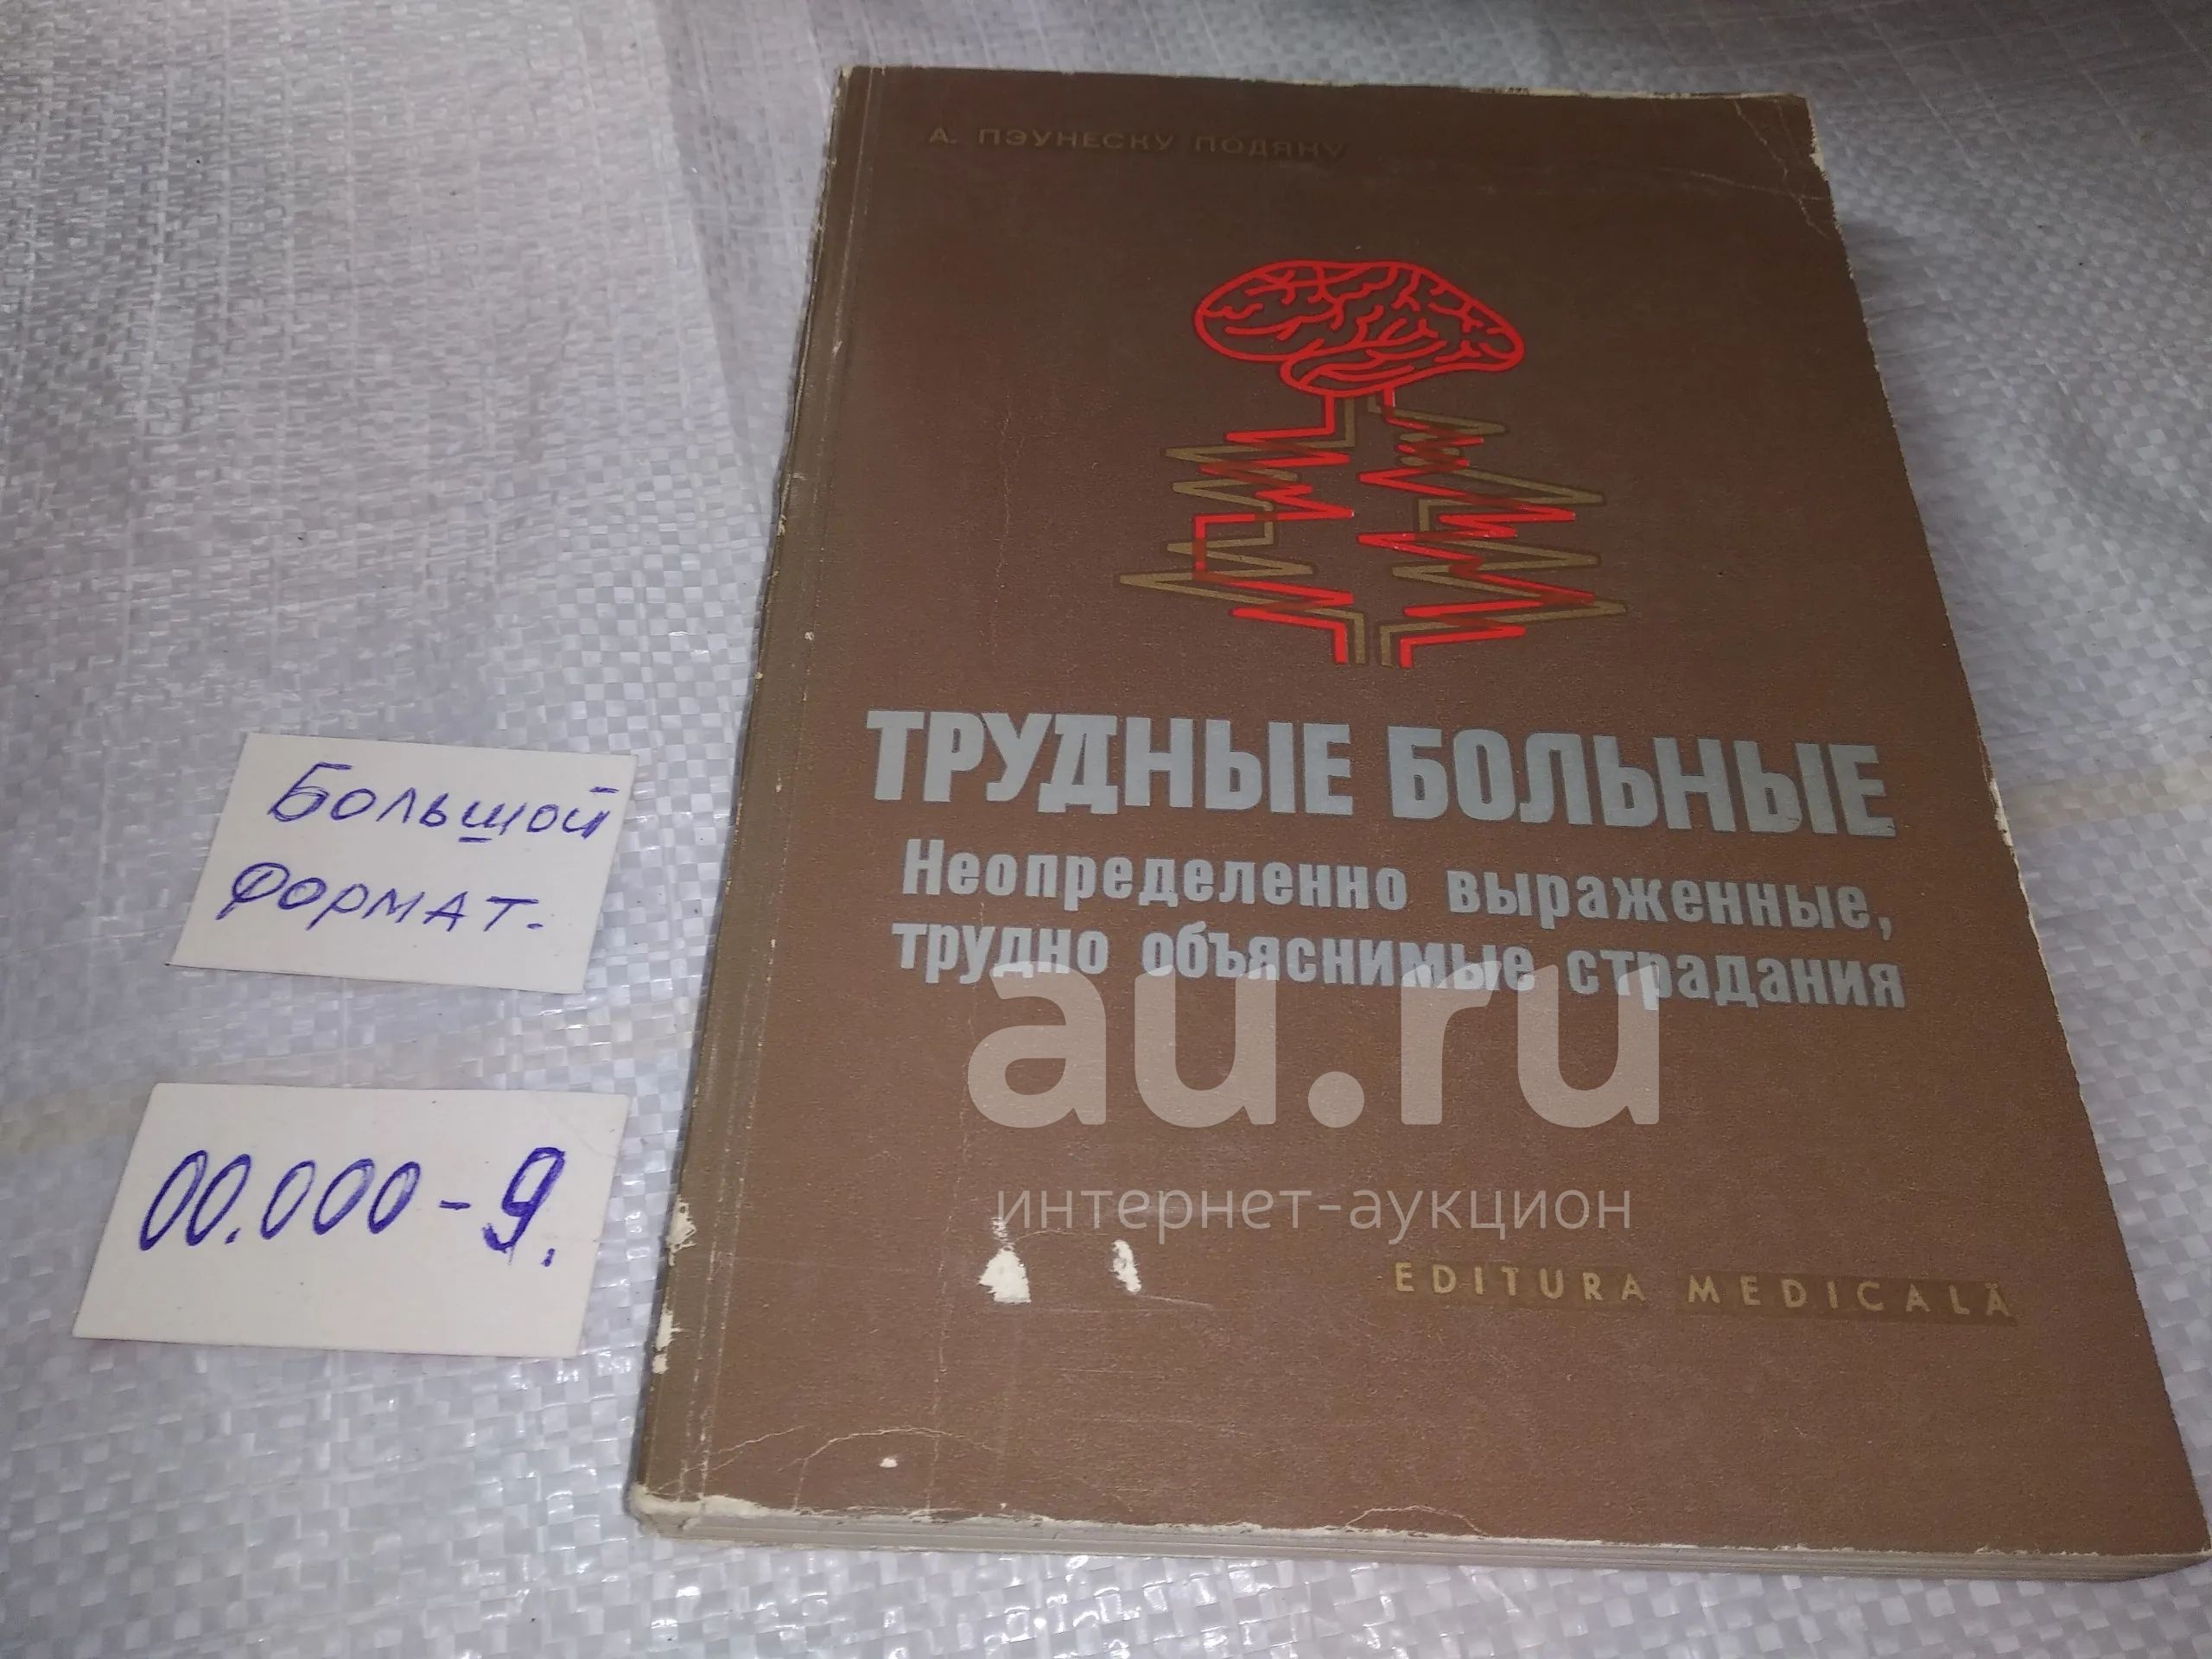 А. ПЭУНЕСКУ ПОДЯНУ
ТРУДНЫЕ БОЛЬНЫЕ
Неопределенно выраженные,
трудно объяснимые страдания
au.ru
интернет-аукцион
EDITURA MEDICALĂ
Большой
формат.
00.000-9.